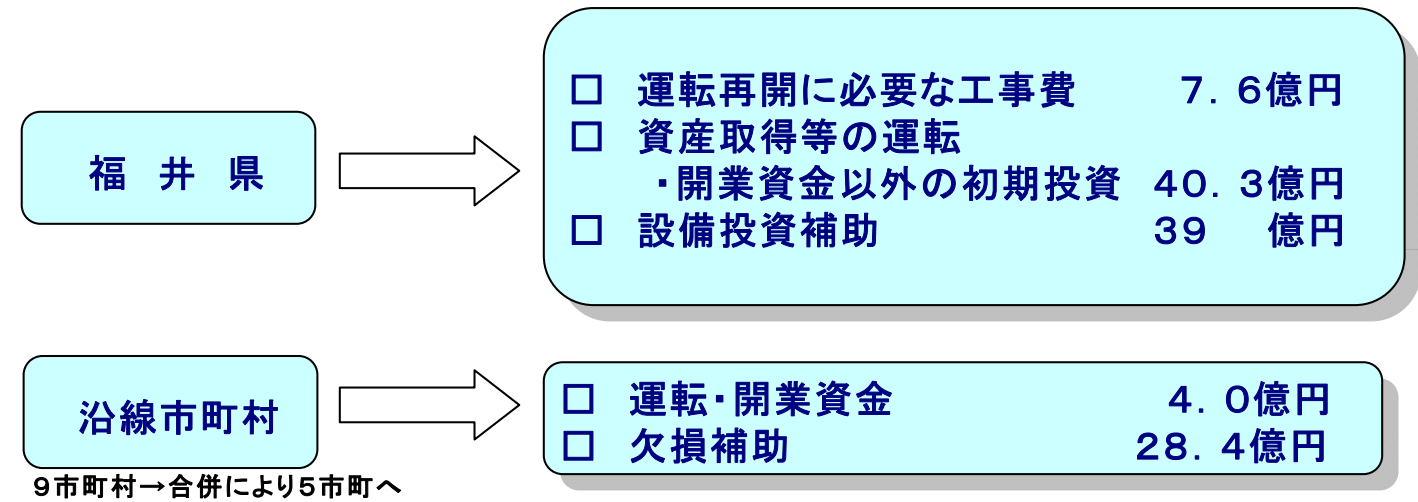 福 井 県
□ 運転再開に必要な工事費 7.6億円
□ 資産取得等の運転
・開業資金以外の初期投資 40.3億円
□ 設備投資補助 39 億円
沿線市町村
9市町村→合併により5市町へ
□ 運転・開業資金 4.0億円
□ 欠損補助 28.4億円